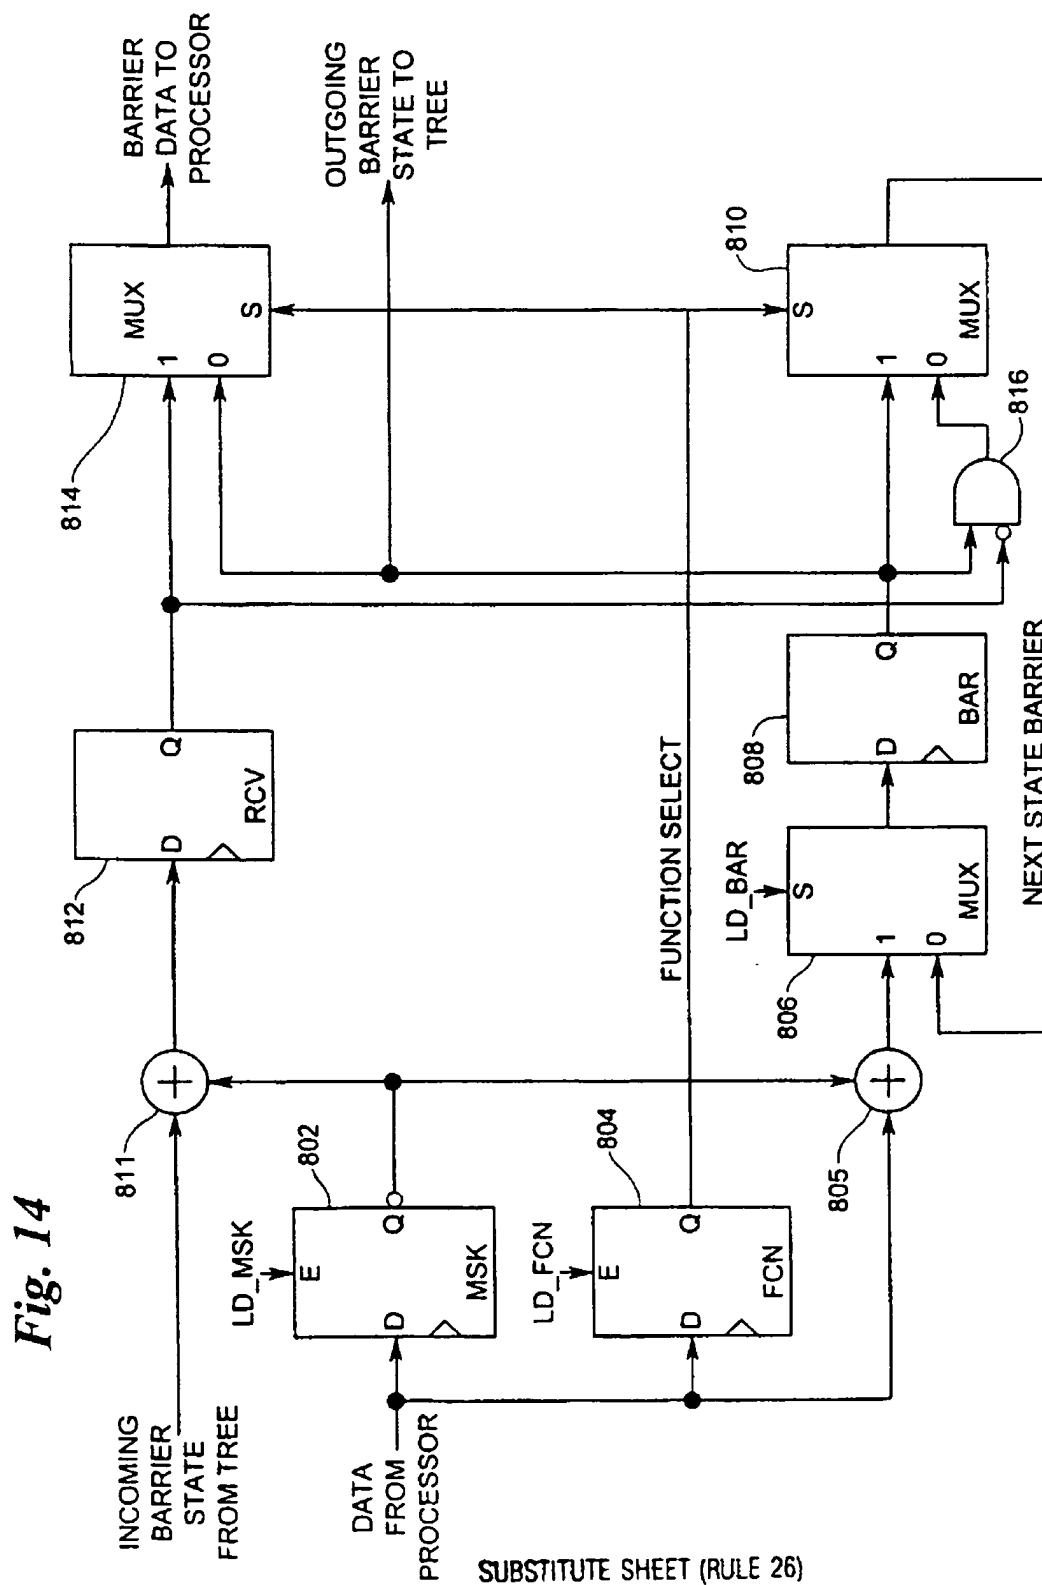 Fig. 14
INCOMING
BARRIER
STATE
FROM TREE
811
812
D
Q
RCV
814
MUX
1
0
S
BARRIER
DATA TO
PROCESSOR
OUTGOING
BARRIER
STATE TO
TREE
DATA
FROM
PROCESSOR
LD_MSK
802
E
D
Q
MSK
LD_FCN
804
E
D
Q
FCN
FUNCTION SELECT
805
LD_BAR
806
S
1
0
MUX
808
D
Q
BAR
810
S
1
0
MUX
816
NEXT STATE BARRIER
SUBSTITUTE SHEET (RULE 26)